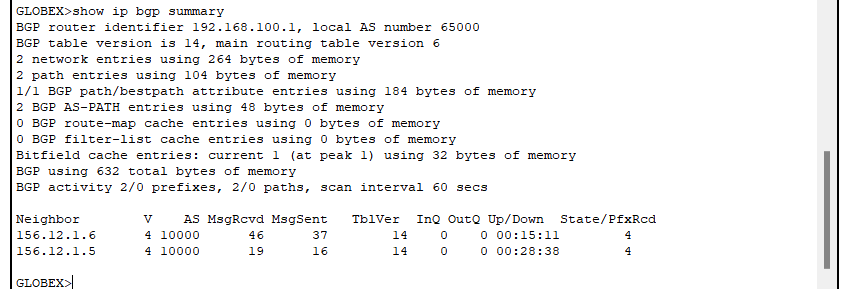 GLOBEX>show ip bgp summary
BGP router identifier 192.168.100.1, local AS number 65000
BGP table version is 14, main routing table version 6
2 network entries using 264 bytes of memory
2 path entries using 104 bytes of memory
1/1 BGP path/bestpath attribute entries using 184 bytes of memory
2 BGP AS-PATH entries using 48 bytes of memory
0 BGP route-map cache entries using 0 bytes of memory
0 BGP filter-list cache entries using 0 bytes of memory
Bitfield cache entries: current 1 (at peak 1) using 32 bytes of memory
BGP using 632 total bytes of memory
BGP activity 2/0 prefixes, 2/0 paths, scan interval 60 secs
Neighbor        V    AS MsgRcvd MsgSent   TblVer  InQ OutQ Up/Down  State/PfxRcd
156.12.1.6      4 10000      46      37       14    0    0 00:15:11        4
156.12.1.5      4 10000      19      16       14    0    0 00:28:38        4
GLOBEX>